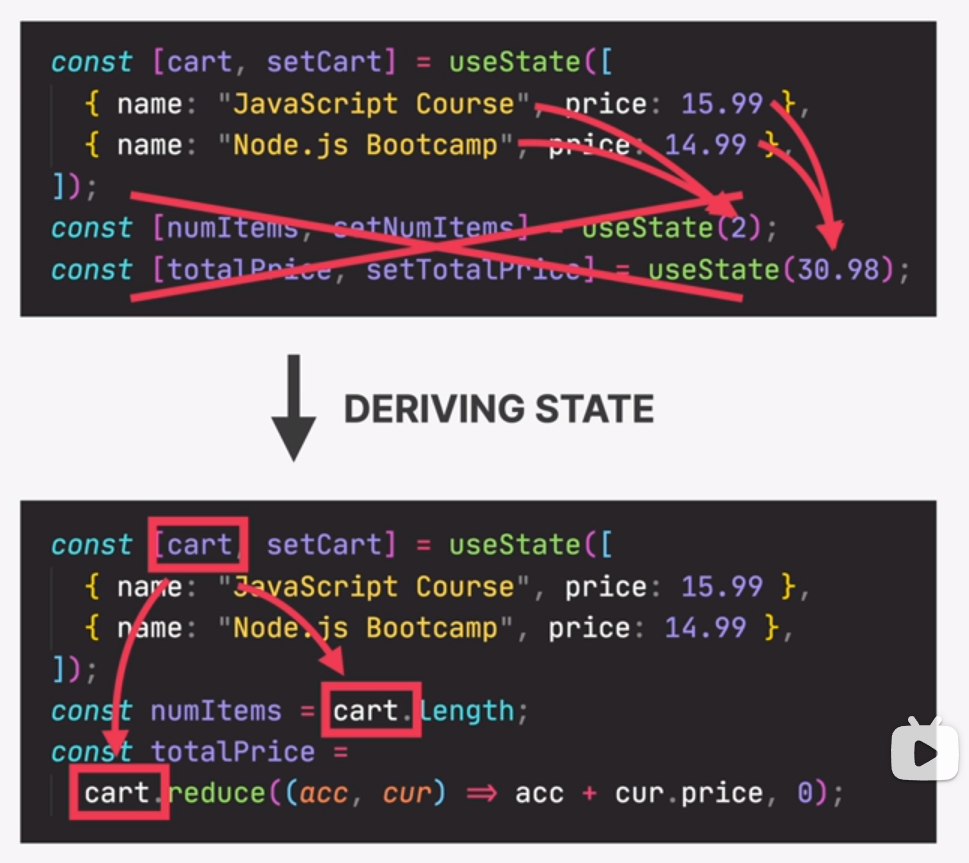 const [cart, setCart] = useState([
{ name: "JavaScript Course", price: 15.99 },
{ name: "Node.js Bootcamp", price: 14.99 },
]);
const [numItems, setNumItems] = useState(2);
const [totalPrice, setTotalPrice] = useState(30.98);
DERIVING STATE
const [cart, setCart] = useState([
{ name: "JavaScript Course", price: 15.99 },
{ name: "Node.js Bootcamp", price: 14.99 },
]);
const numItems = cart.length;
const totalPrice =
cart.reduce((acc, cur) => acc + cur.price, 0);